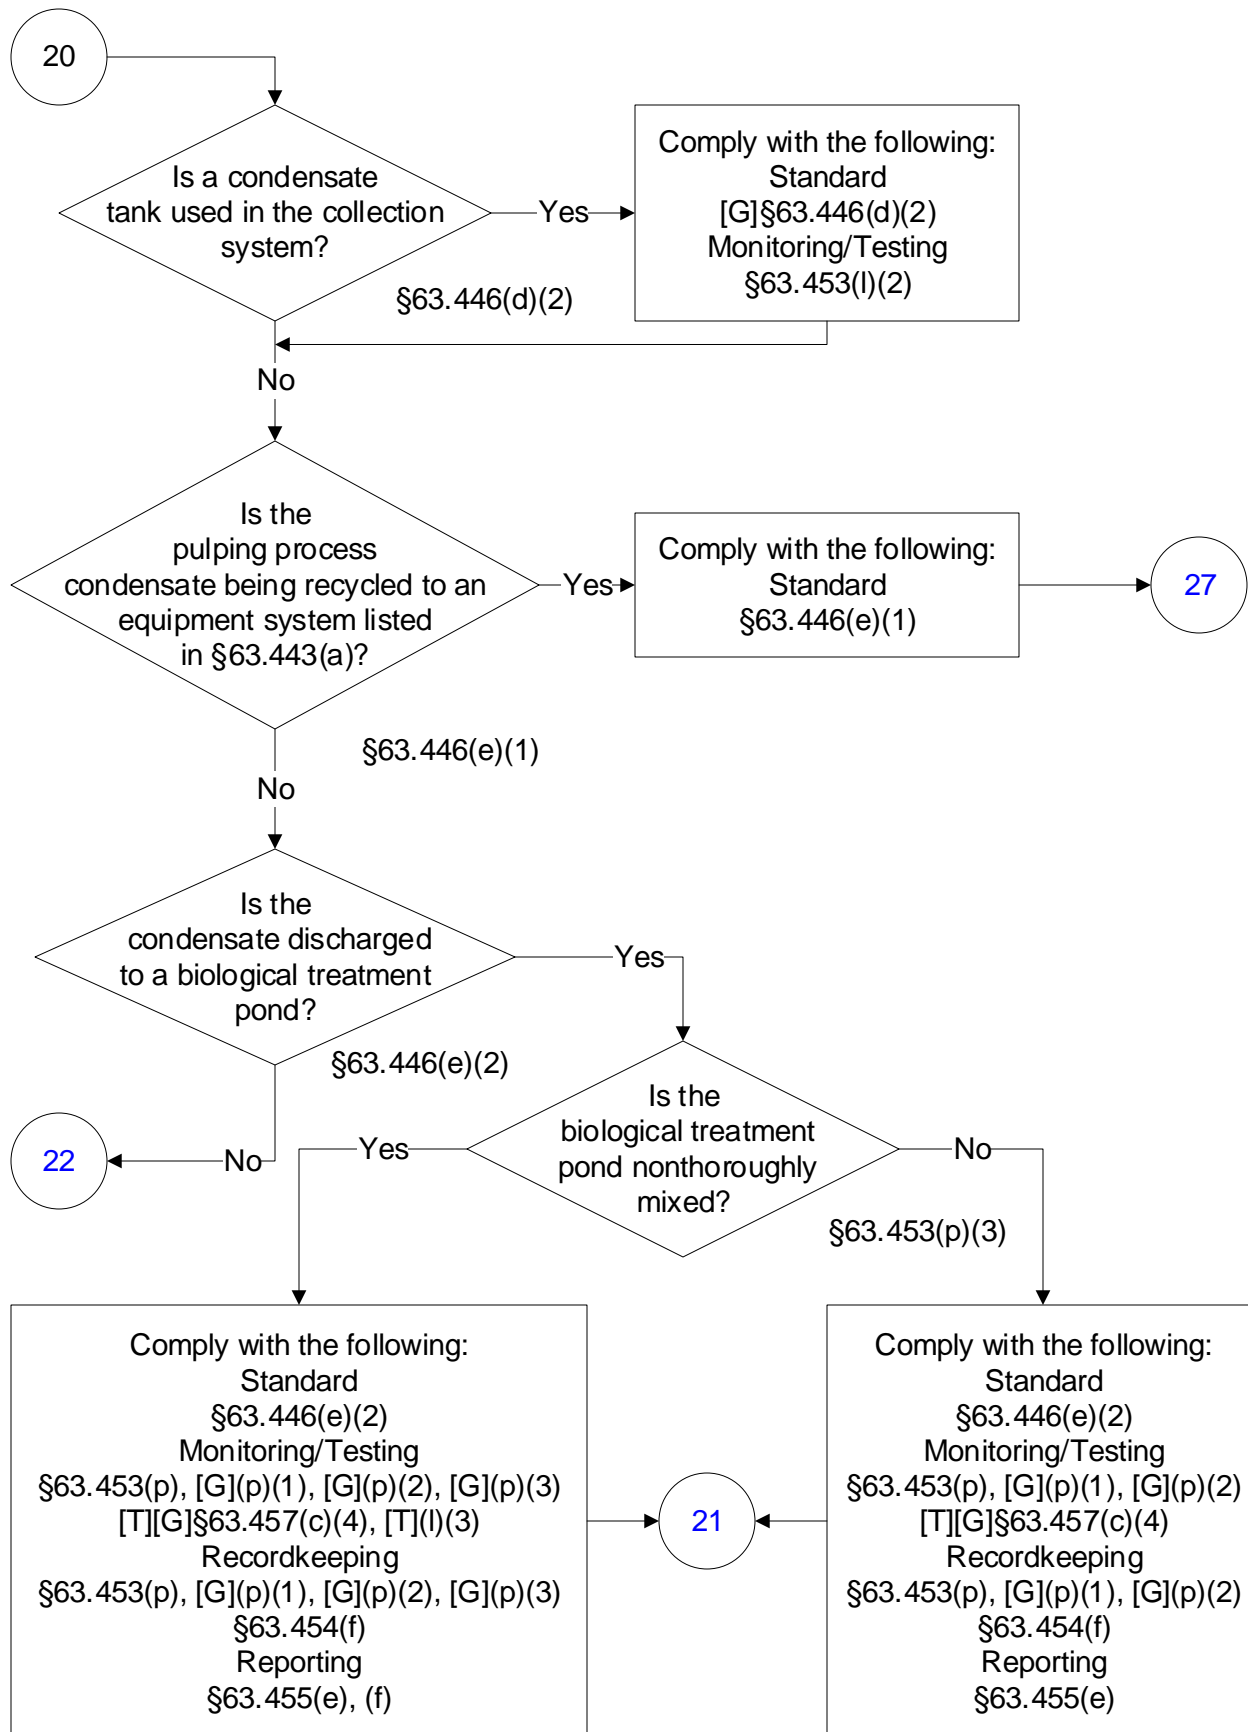 20
Is a condensate
tank used in the collection
system?
Yes
Comply with the following:
Standard
[G]§63.446(d)(2)
Monitoring/Testing
§63.453(l)(2)
§63.446(d)(2)
No
Is the
pulping process
condensate being recycled to an
equipment system listed
in §63.443(a)?
Yes
Comply with the following:
Standard
§63.446(e)(1)
27
§63.446(e)(1)
No
Is the
condensate discharged
to a biological treatment
pond?
Yes
§63.446(e)(2)
No
22
Is the
biological treatment
pond nonthoroughly
mixed?
Yes
No
§63.453(p)(3)
Comply with the following:
Standard
§63.446(e)(2)
Monitoring/Testing
§63.453(p), [G](p)(1), [G](p)(2), [G](p)(3)
[T][G]§63.457(c)(4), [T](l)(3)
Recordkeeping
§63.453(p), [G](p)(1), [G](p)(2), [G](p)(3)
§63.454(f)
Reporting
§63.455(e), (f)
21
Comply with the following:
Standard
§63.446(e)(2)
Monitoring/Testing
§63.453(p), [G](p)(1), [G](p)(2)
[T][G]§63.457(c)(4)
Recordkeeping
§63.453(p), [G](p)(1), [G](p)(2)
§63.454(f)
Reporting
§63.455(e)